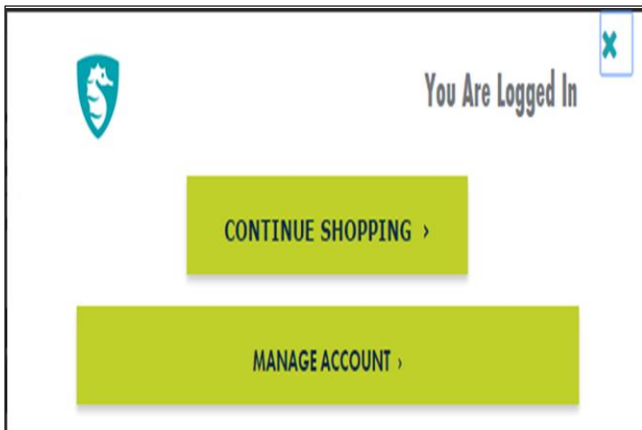 You Are Logged In
CONTINUE SHOPPING ›
MANAGE ACCOUNT ›